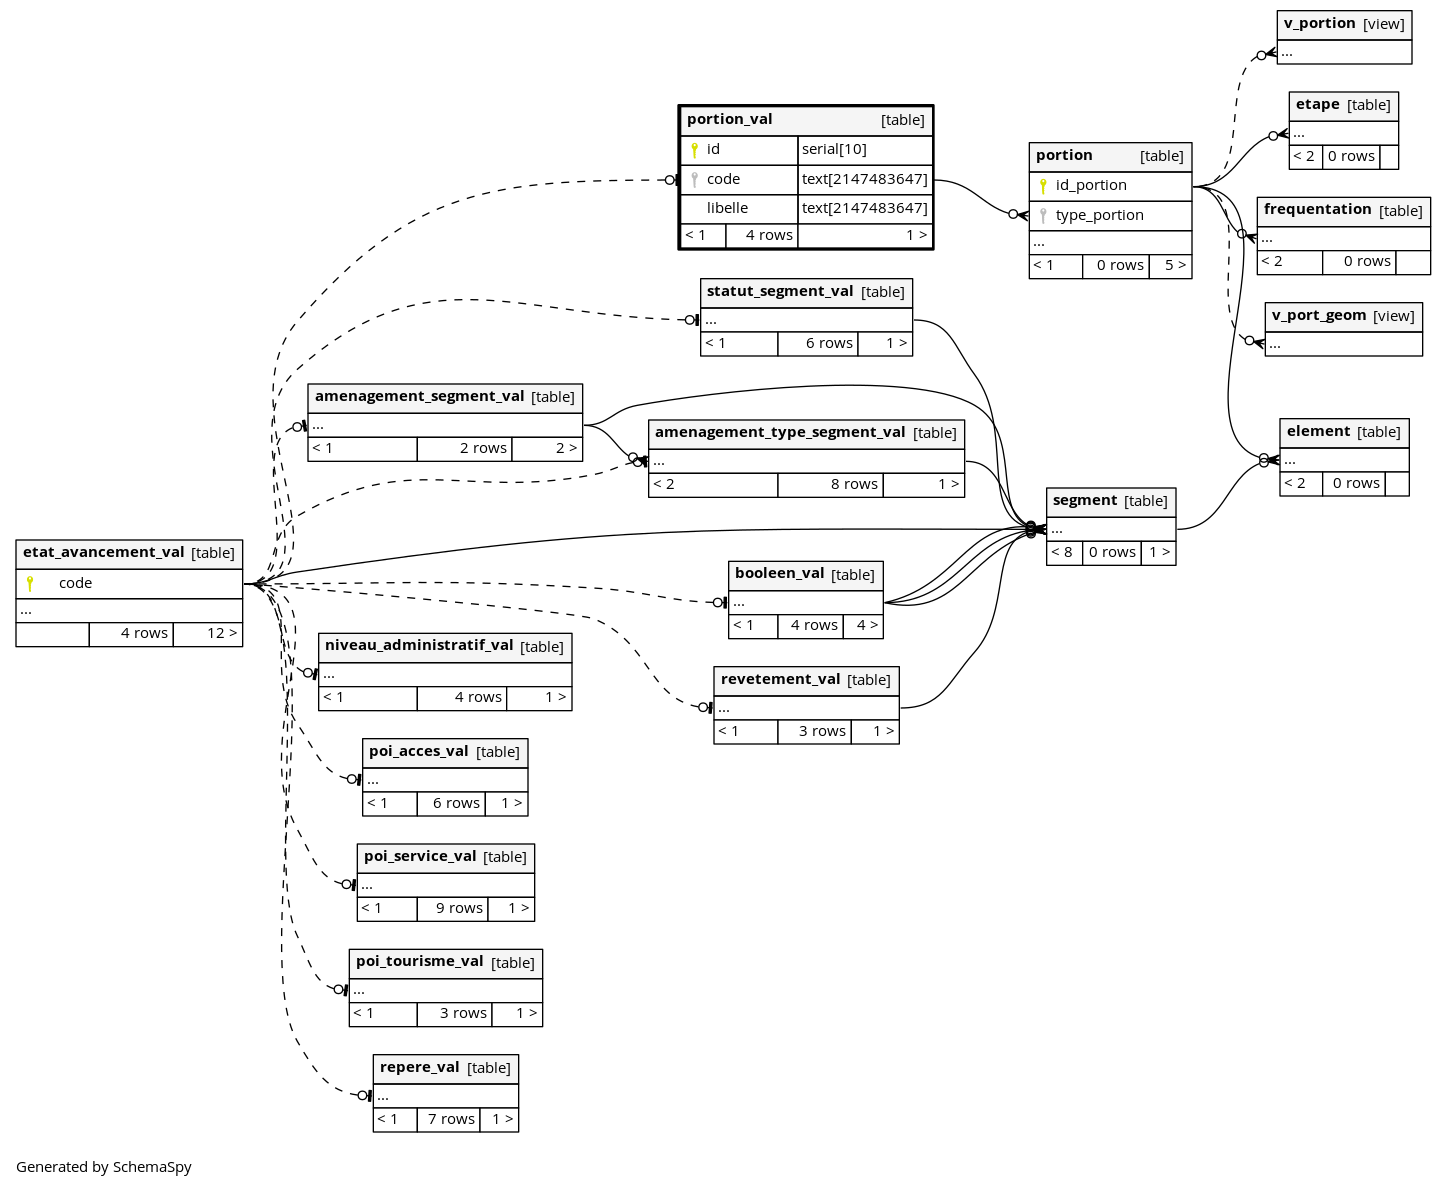 v_portion [view]
...
etape [table]
...
< 2 0 rows
portion_val [table]
id serial[10]
code text[2147483647]
libelle text[2147483647]
< 1 4 rows 1 >
portion [table]
id_portion
type_portion
...
< 1 0 rows 5 >
frequentation [table]
...
< 2 0 rows
statut_segment_val [table]
...
< 1 6 rows 1 >
v_port_geom [view]
...
amenagement_segment_val [table]
...
< 1 2 rows 2 >
amenagement_type_segment_val [table]
...
< 2 8 rows 1 >
element [table]
...
< 2 0 rows
segment [table]
...
< 8 0 rows 1 >
etat_avancement_val [table]
code
...
4 rows 12 >
booleen_val [table]
...
< 1 4 rows 4 >
niveau_administratif_val [table]
...
< 1 4 rows 1 >
revetement_val [table]
...
< 1 3 rows 1 >
poi_acces_val [table]
...
< 1 6 rows 1 >
poi_service_val [table]
...
< 1 9 rows 1 >
poi_tourisme_val [table]
...
< 1 3 rows 1 >
repere_val [table]
...
< 1 7 rows 1 >
Generated by SchemaSpy